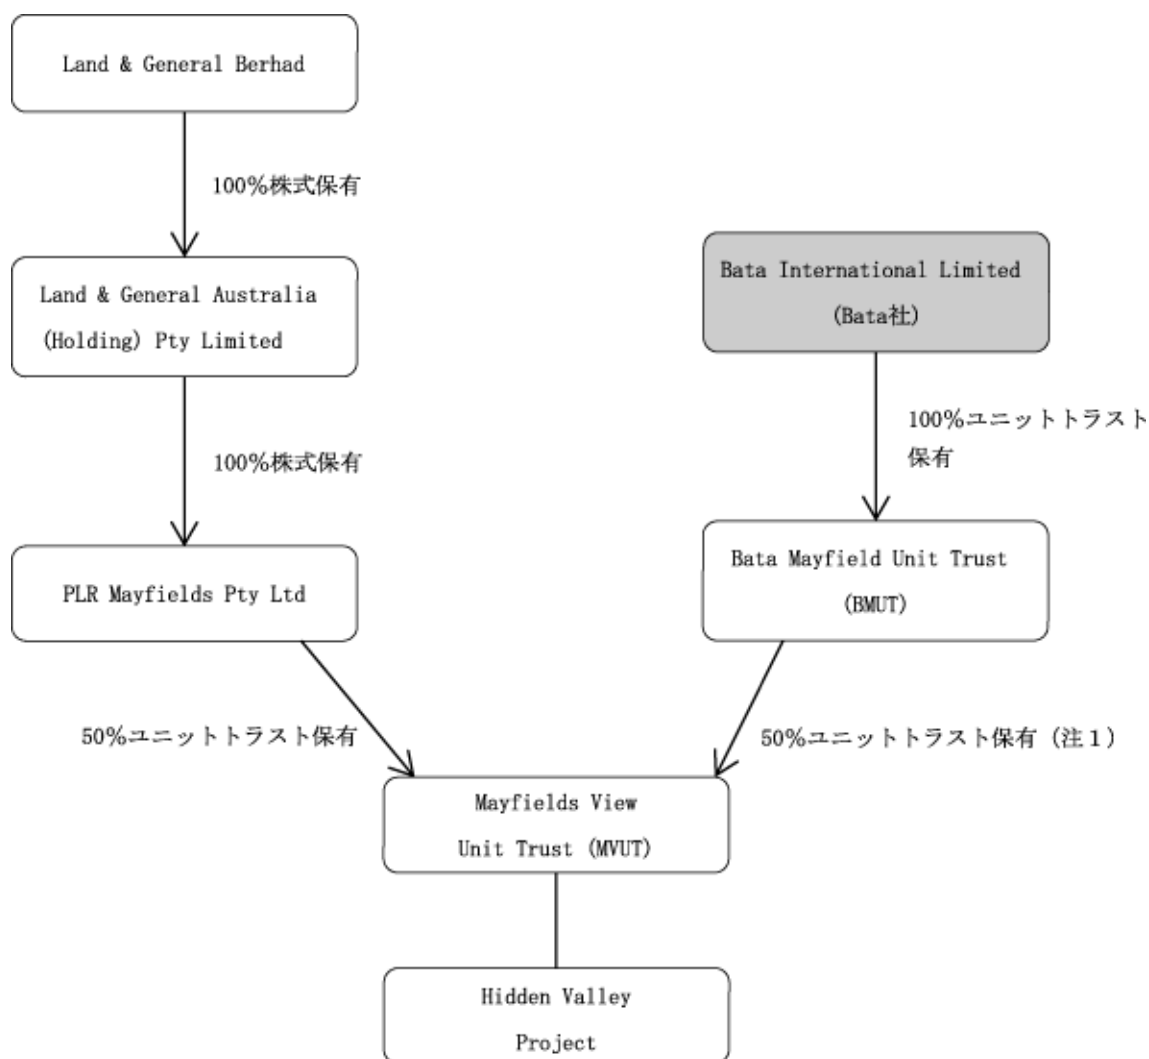 Land & General Berhad
100%株式保有
Land & General Australia
(Holding) Pty Limited
100%株式保有
PLR Mayfields Pty Ltd
50%ユニットトラスト保有
Bata International Limited
(Bata社)
100%ユニットトラスト
保有
Bata Mayfield Unit Trust
(BMUT)
50%ユニットトラスト保有（注１）
Mayfields View
Unit Trust (MVUT)
Hidden Valley
Project